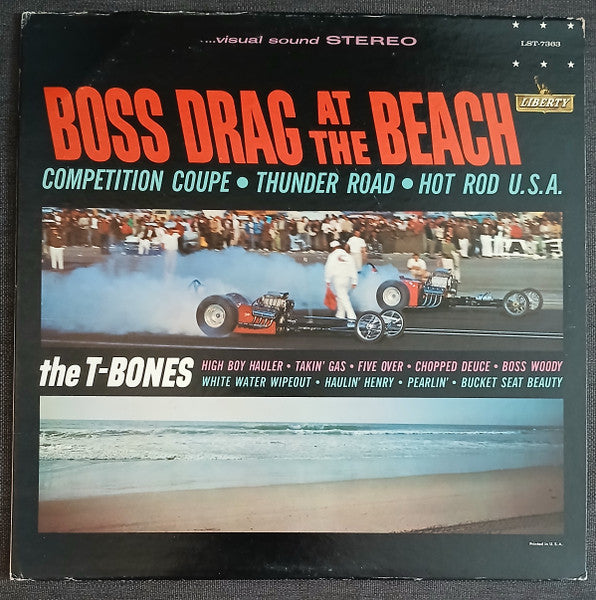 ....visual sound STEREO
LST-7363
LIBERTY
BOSS DRAG AT THE BEACH
COMPETITION COUPE • THUNDER ROAD • HOT ROD U.S.A.
the T-BONES
HIGH BOY HAULER • TAKIN' GAS • FIVE OVER • CHOPPED DEUCE • BOSS WOODY
WHITE WATER WIPEOUT • HAULIN' HENRY • PEARLIN' • BUCKET SEAT BEAUTY
Printed in U.S.A.